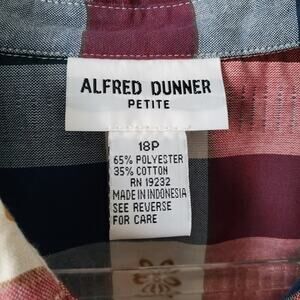 ALFRED DUNNER
PETITE
18P
65% POLYESTER
35% COTTON
RN 19232
MADE IN INDONESIA
SEE REVERSE
FOR CARE